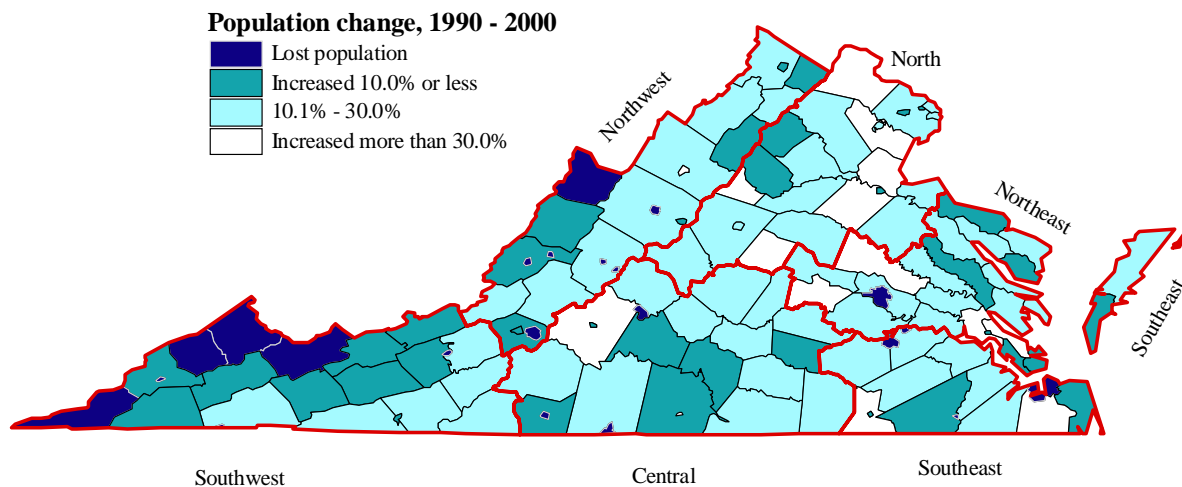 Population change, 1990 - 2000
Lost population
Increased 10.0% or less
10.1% - 30.0%
Increased more than 30.0%
North
Northwest
Northeast
Southeast
Southwest
Central
Southeast